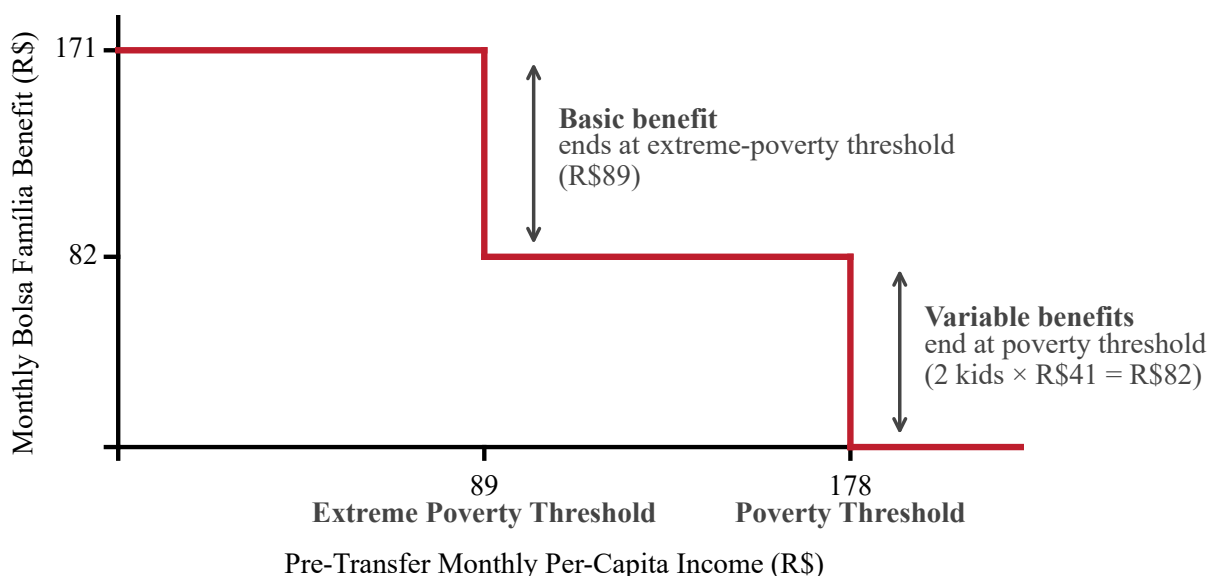 Monthly Bolsa Família Benefit (R$)
171
82
Basic benefit
ends at extreme-poverty threshold
(R$89)
Variable benefits
end at poverty threshold
(2 kids × R$41 = R$82)
89
178
Extreme Poverty Threshold
Poverty Threshold
Pre-Transfer Monthly Per-Capita Income (R$)